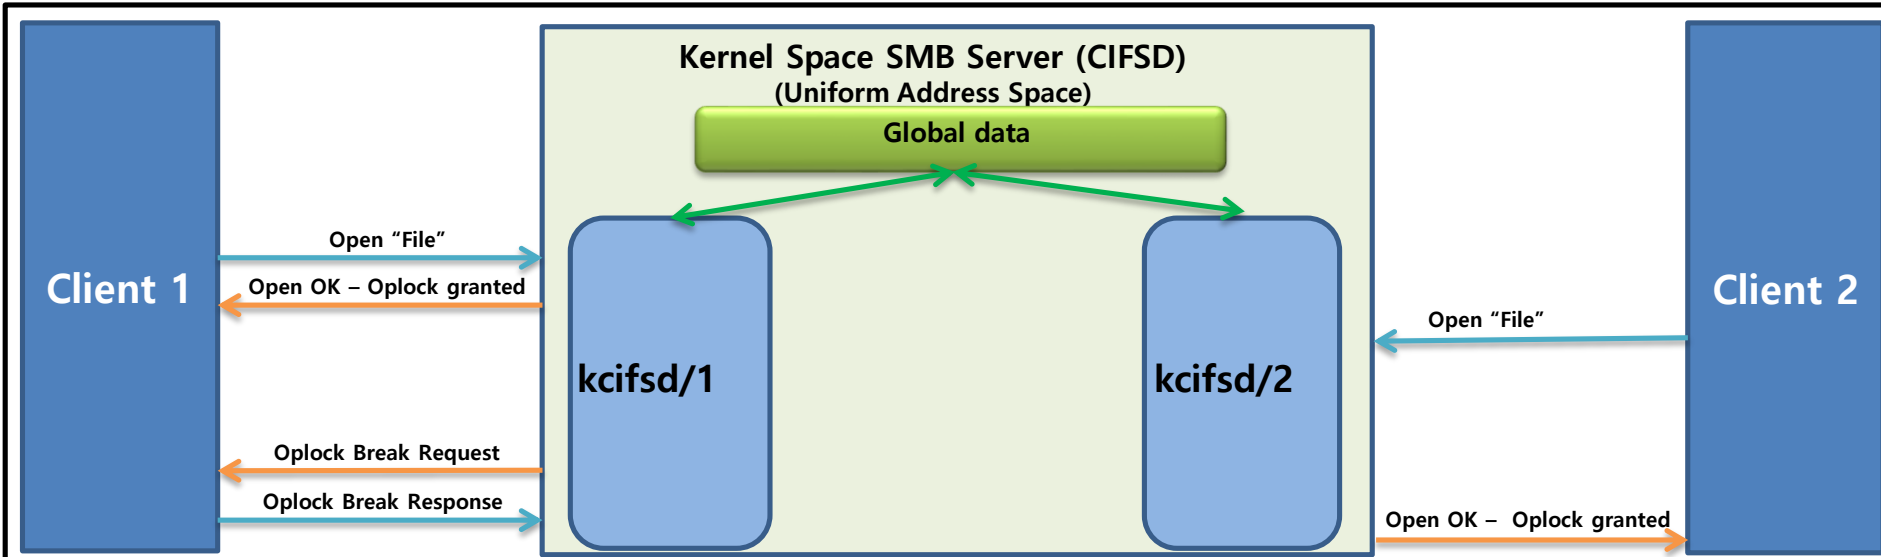 Kernel Space SMB Server (CIFSD)
(Uniform Address Space)
Global data
Client 1
Open “File”
Open OK – Oplock granted
Oplock Break Request
Oplock Break Response
kcifsd/1
kcifsd/2
Open “File”
Open OK –  Oplock granted
Client 2